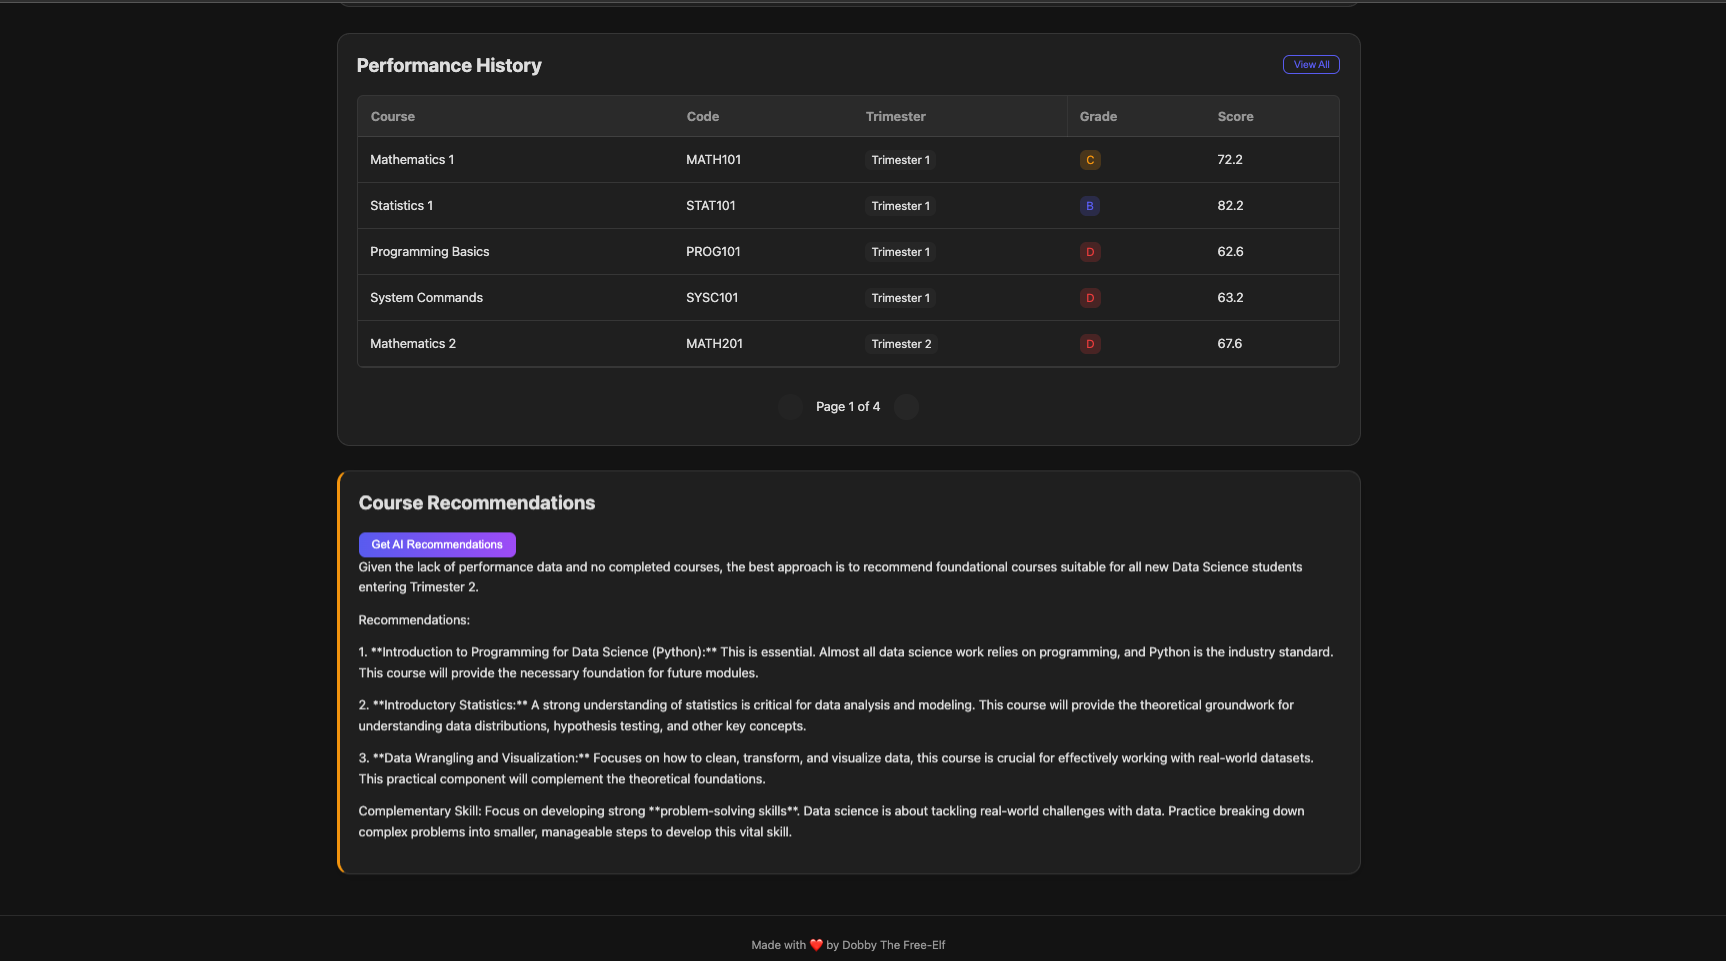 Performance History
View All
Course Code Trimester Grade Score
Mathematics 1 MATH101 Trimester 1 C 72.2
Statistics 1 STAT101 Trimester 1 B 82.2
Programming Basics PROG101 Trimester 1 D 62.6
System Commands SYSC101 Trimester 1 D 63.2
Mathematics 2 MATH201 Trimester 2 D 67.6
Page 1 of 4
Course Recommendations
Get AI Recommendations
Given the lack of performance data and no completed courses, the best approach is to recommend foundational courses suitable for all new Data Science students
entering Trimester 2.
Recommendations:
1. **Introduction to Programming for Data Science (Python):** This is essential. Almost all data science work relies on programming, and Python is the industry standard.
This course will provide the necessary foundation for future modules.
2. **Introductory Statistics:** A strong understanding of statistics is critical for data analysis and modeling. This course will provide the theoretical groundwork for
understanding data distributions, hypothesis testing, and other key concepts.
3. **Data Wrangling and Visualization:** Focuses on how to clean, transform, and visualize data, this course is crucial for effectively working with real-world datasets.
This practical component will complement the theoretical foundations.
Complementary Skill: Focus on developing strong **problem-solving skills**. Data science is about tackling real-world challenges with data. Practice breaking down
complex problems into smaller, manageable steps to develop this vital skill.
Made with ❤️ by Dobby The Free-Elf